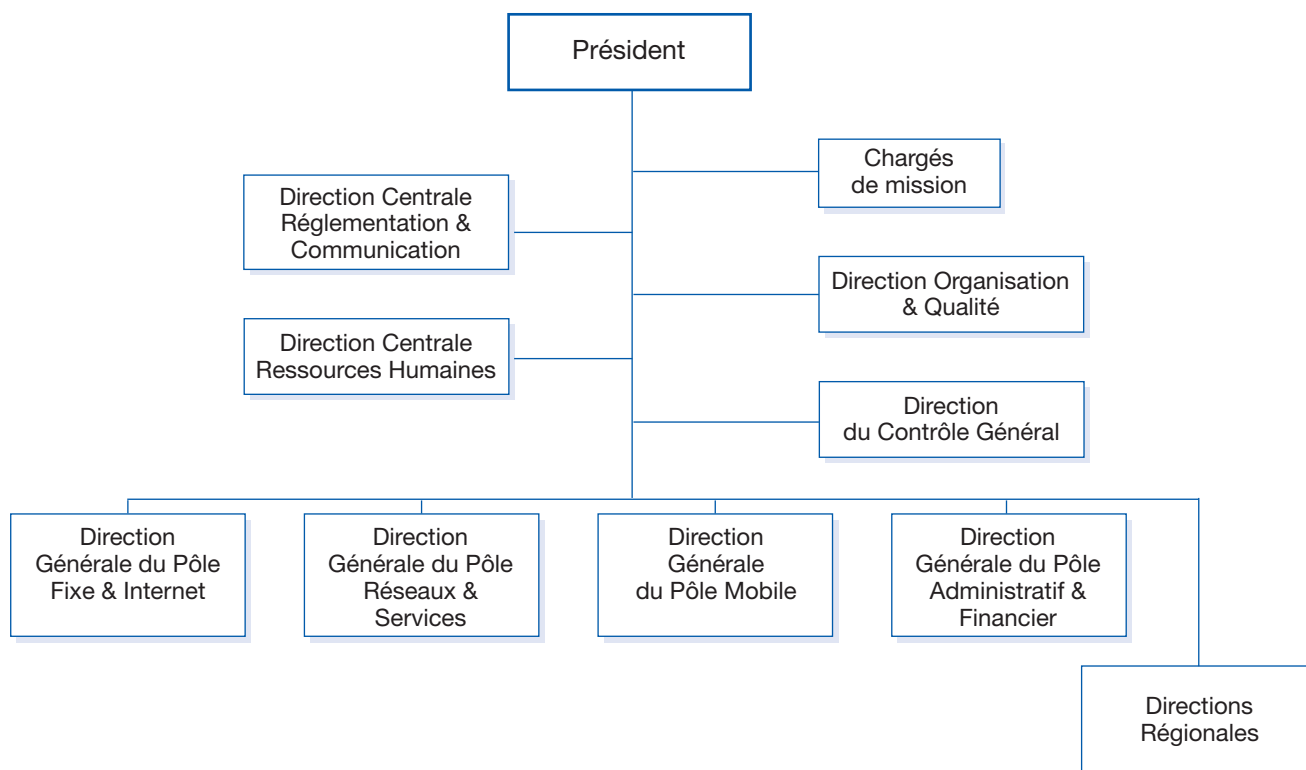 Président
Chargés
de mission
Direction Centrale
Réglementation &
Communication
Direction Organisation
& Qualité
Direction Centrale
Ressources Humaines
Direction
du Contrôle Général
Direction
Générale du Pôle
Fixe & Internet
Direction
Générale du Pôle
Réseaux &
Services
Direction
Générale
du Pôle Mobile
Direction
Générale du Pôle
Administratif &
Financier
Directions
Régionales